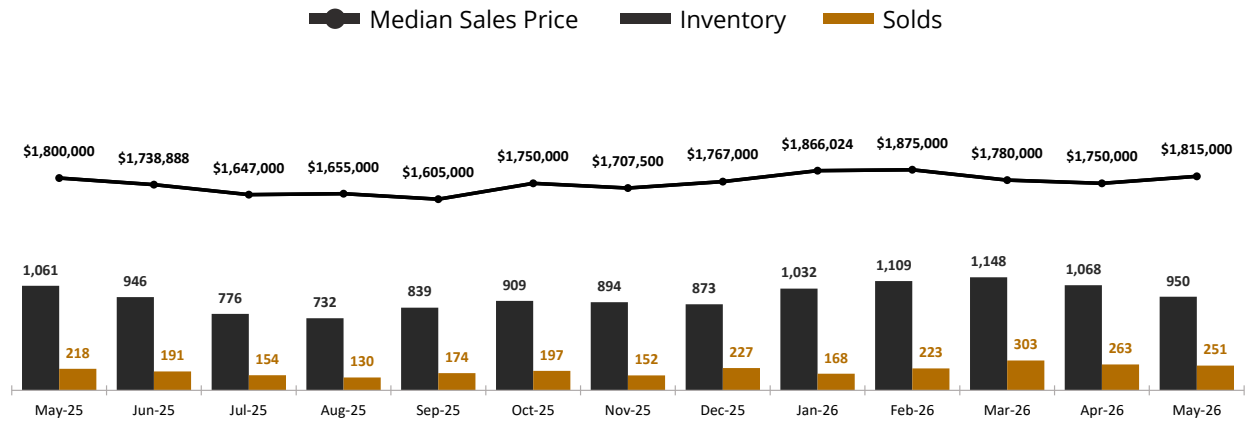 Median Sales Price Inventory Solds
$1,800,000 $1,738,888 $1,647,000 $1,655,000 $1,605,000 $1,750,000 $1,707,500 $1,767,000 $1,866,024 $1,875,000 $1,780,000 $1,750,000 $1,815,000
1,061 946 776 732 839 909 894 873 1,032 1,109 1,148 1,068 950
218 191 154 130 174 197 152 227 168 223 303 263 251
May-25 Jun-25 Jul-25 Aug-25 Sep-25 Oct-25 Nov-25 Dec-25 Jan-26 Feb-26 Mar-26 Apr-26 May-26